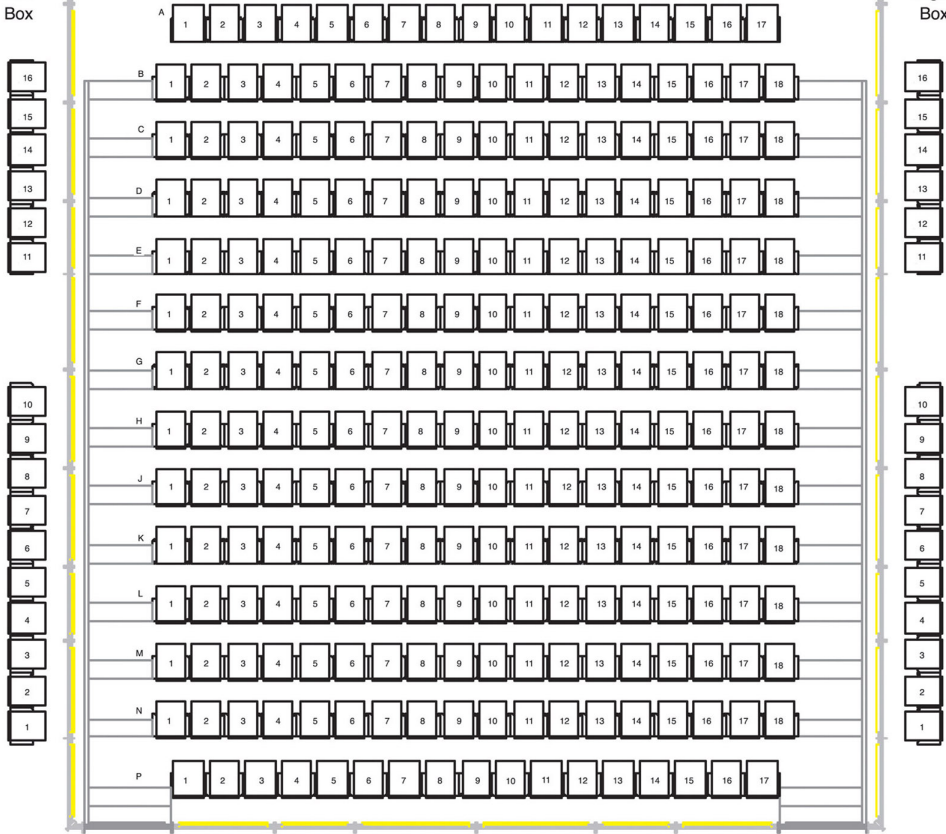 Box
Box
A 1 2 3 4 5 6 7 8 9 10 11 12 13 14 15 16 17
16 B 1 2 3 4 5 6 7 8 9 10 11 12 13 14 15 16 17 18 16
15 C 1 2 3 4 5 6 7 8 9 10 11 12 13 14 15 16 17 18 15
14 14
13 D 1 2 3 4 5 6 7 8 9 10 11 12 13 14 15 16 17 18 13
12 12
11 E 1 2 3 4 5 6 7 8 9 10 11 12 13 14 15 16 17 18 11
F 1 2 3 4 5 6 7 8 9 10 11 12 13 14 15 16 17 18
G 1 2 3 4 5 6 7 8 9 10 11 12 13 14 15 16 17 18
10 10
9 H 1 2 3 4 5 6 7 8 9 10 11 12 13 14 15 16 17 18 9
8 J 1 2 3 4 5 6 7 8 9 10 11 12 13 14 15 16 17 18 8
7 7
6 K 1 2 3 4 5 6 7 8 9 10 11 12 13 14 15 16 17 18 6
5 5
4 L 1 2 3 4 5 6 7 8 9 10 11 12 13 14 15 16 17 18 4
3 M 1 2 3 4 5 6 7 8 9 10 11 12 13 14 15 16 17 18 3
2 2
1 N 1 2 3 4 5 6 7 8 9 10 11 12 13 14 15 16 17 18 1
P 1 2 3 4 5 6 7 8 9 10 11 12 13 14 15 16 17